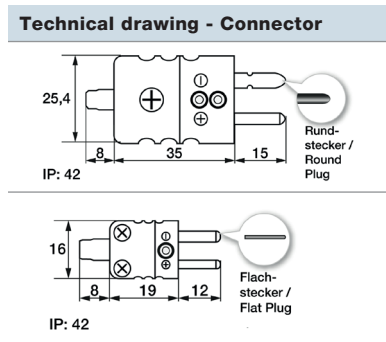 Technical drawing - Connector
25,4
8 35 15
IP: 42
Rund-
stecker /
Round
Plug
16
8 19 12
IP: 42
Flach-
stecker /
Flat Plug